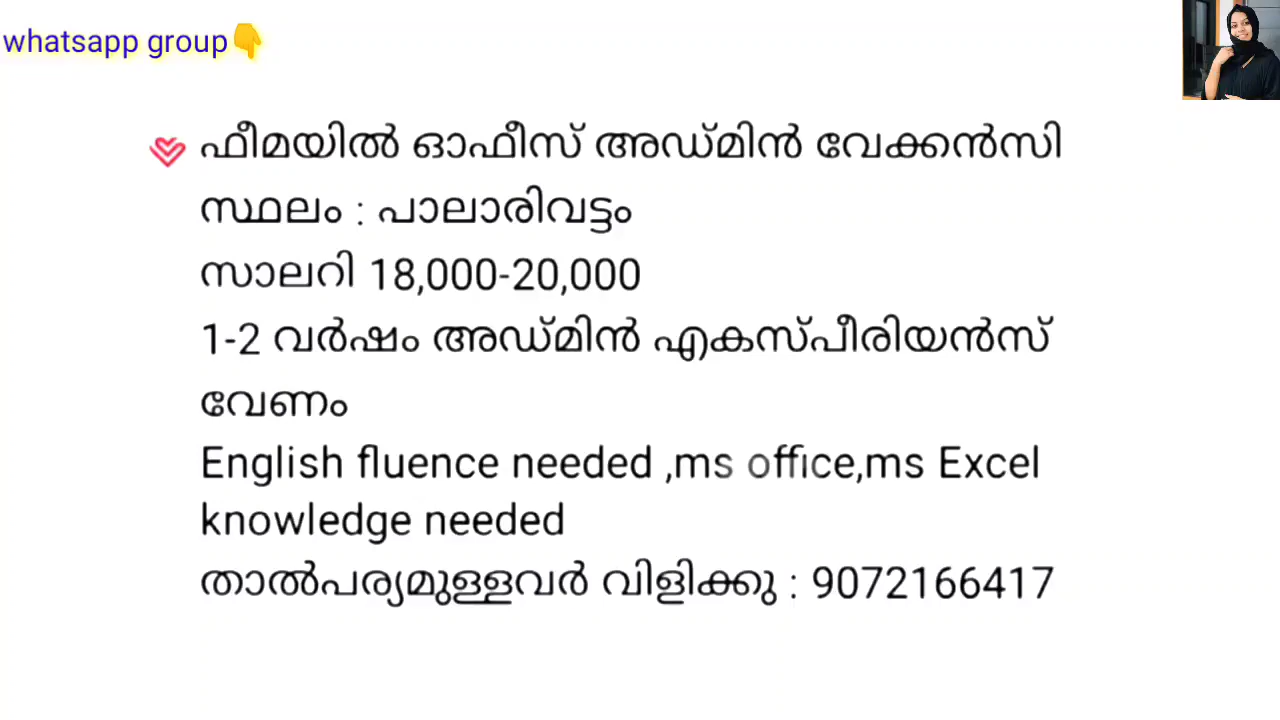 whatsapp group👇
ഫീമയിൽ ഓഫീസ് അഡ്മിൻ വേക്കൻസി
സ്ഥലം : പാലാരിവട്ടം
സാലറി 18,000-20,000
1-2 വർഷം അഡ്മിൻ എകസ്പീരിയൻസ്
വേണം
English fluence needed ,ms office,ms Excel
knowledge needed
താൽപര്യമുള്ളവർ വിളിക്കു : 9072166417